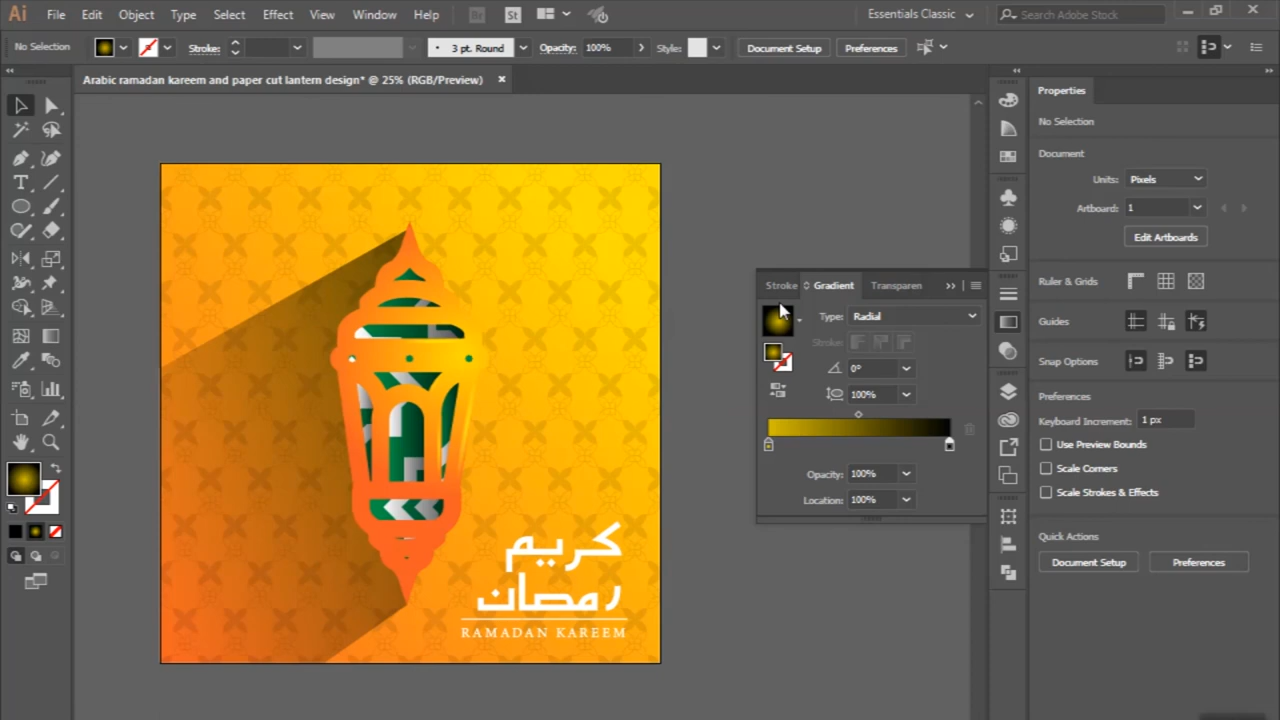 Ai File Edit Object Type Select Effect View Window Help Br St Essentials Classic Search Adobe Stock
No Selection Stroke: 3 pt. Round Opacity: 100% Style: Document Setup Preferences
Arabic ramadan kareem and paper cut lantern design* @ 25% (RGB/Preview)
Properties
No Selection
Document
Units: Pixels
Artboard: 1
Edit Artboards
Ruler & Grids
Guides
Snap Options
Preferences
Keyboard Increment: 1 px
Use Preview Bounds
Scale Corners
Scale Strokes & Effects
Quick Actions
Document Setup Preferences
Stroke Gradient Transparen
Type: Radial
Stroke:
0°
100%
Opacity: 100%
Location: 100%
كريم
رمضان
RAMADAN KAREEM